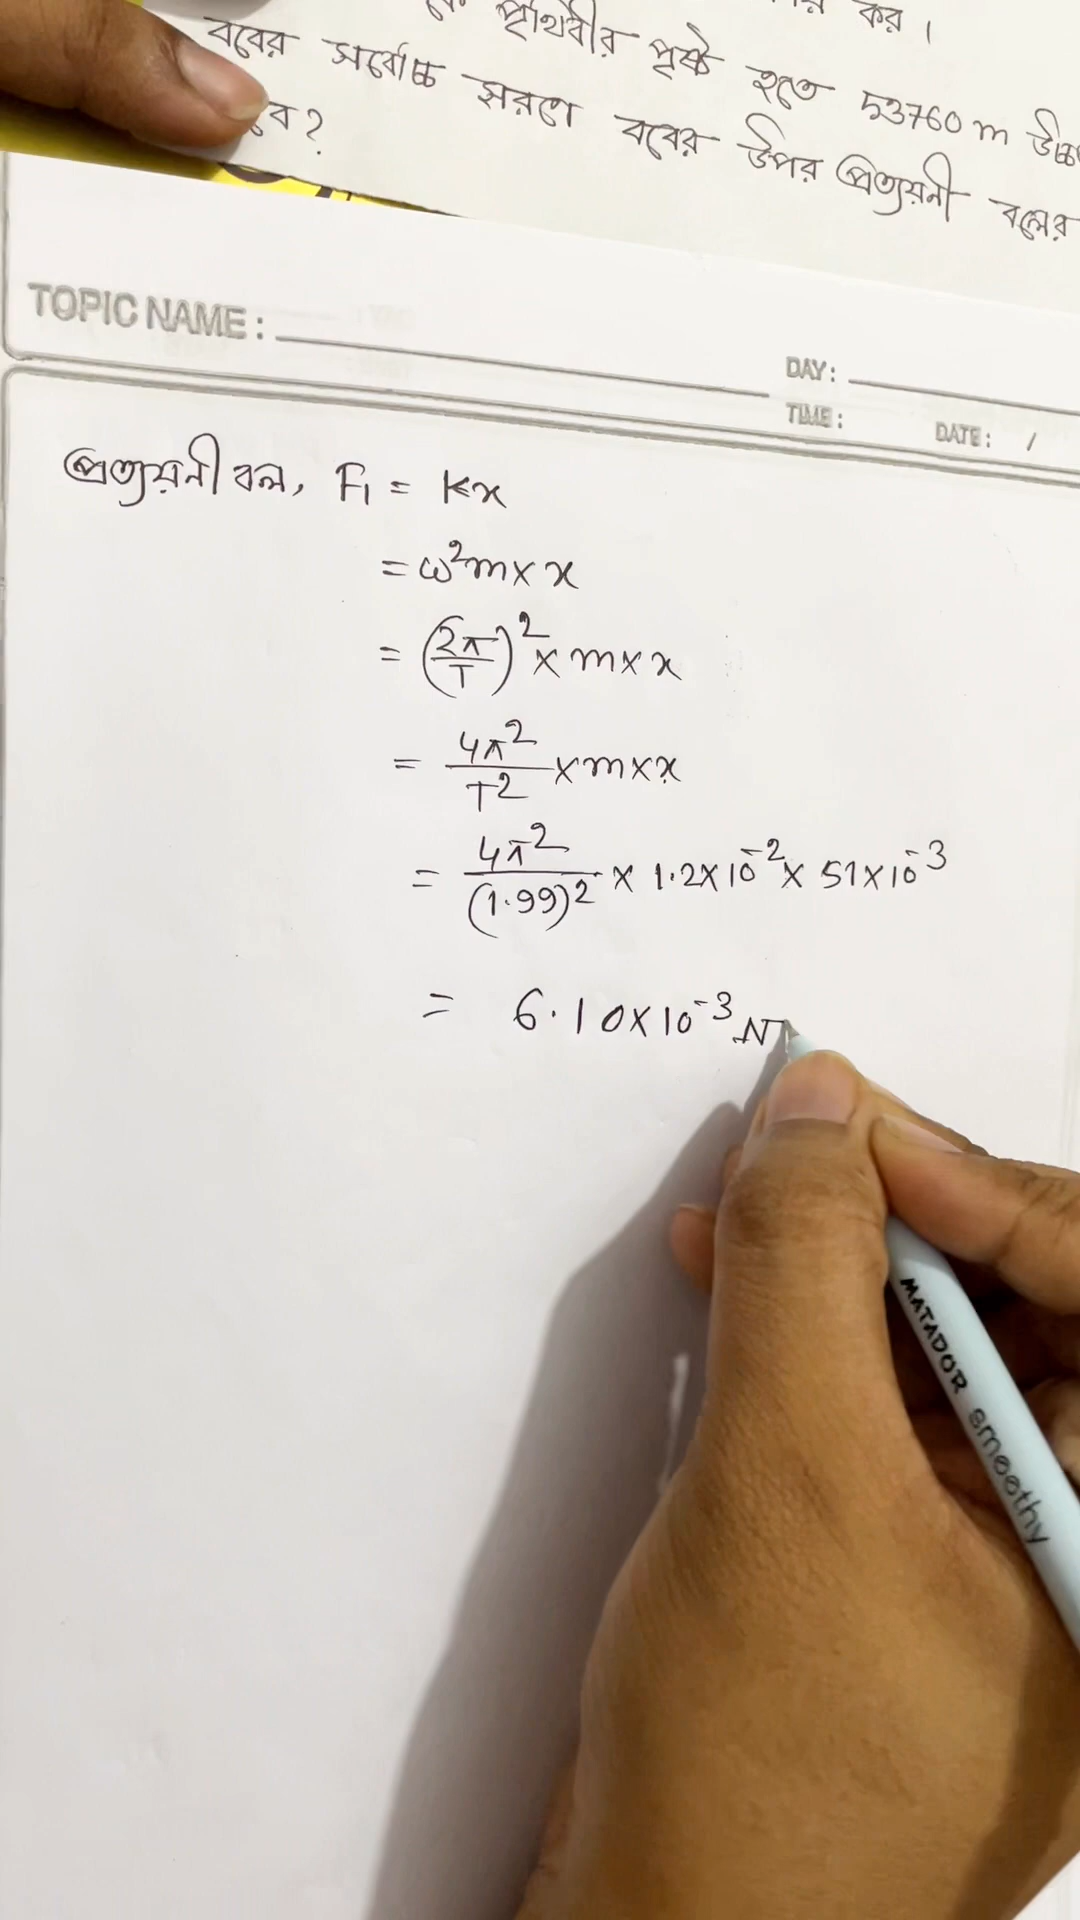 কর।
পৃথিবীর পৃষ্ঠ হতে 53760 m
ববের সর্বোচ্চ সরণে ববের উপর প্রত্যয়নী বলের
?
TOPIC NAME :
DAY :
TIME :
DATE : /
প্রত্যয়নী বল, F₁ = Kx
= ω²m × x
= (2π/T)² × m × x
= 4π²/T² × m × x
= 4π²/(1.99)² × 1.2 × 10⁻² × 51 × 10⁻³
= 6.10 × 10⁻³ N
MATADOR smoothy